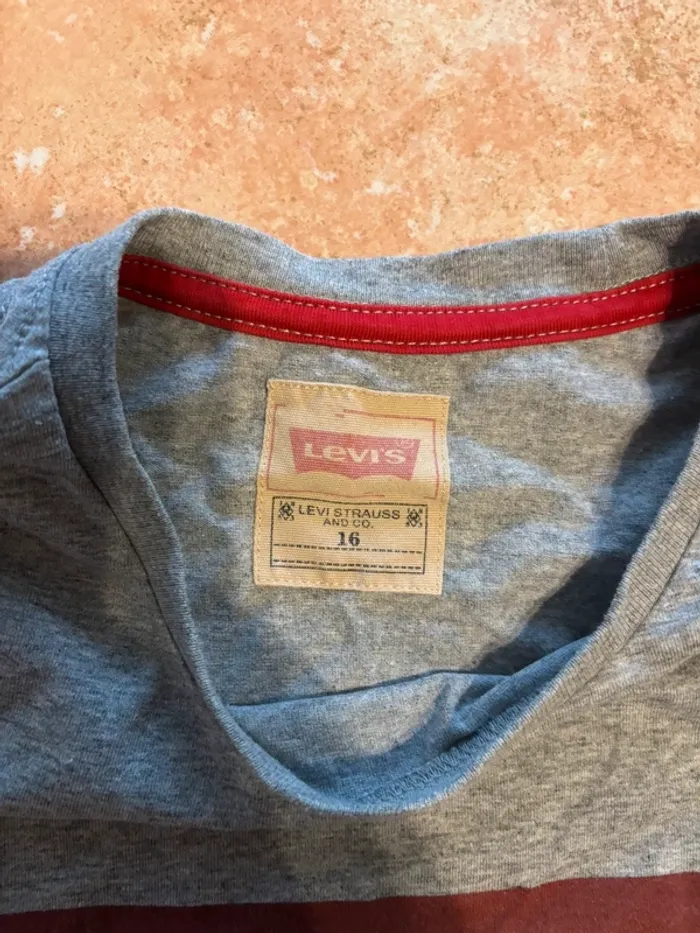 LEVI'S®
LEVI STRAUSS
AND CO.
16